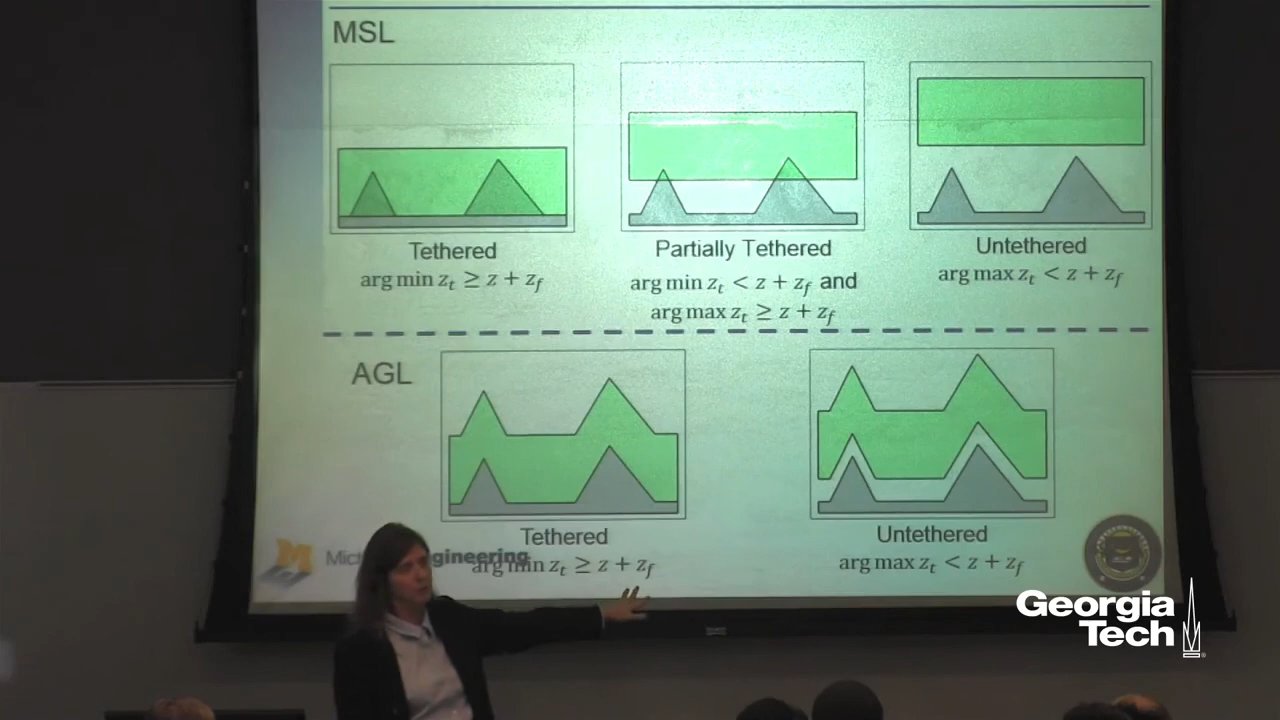 MSL
Tethered
arg min z_t ≥ z + z_f
Partially Tethered
arg min z_t < z + z_f and
arg max z_t ≥ z + z_f
Untethered
arg max z_t < z + z_f
AGL
Tethered
arg min z_t ≥ z + z_f
Untethered
arg max z_t < z + z_f
M
Georgia
Tech